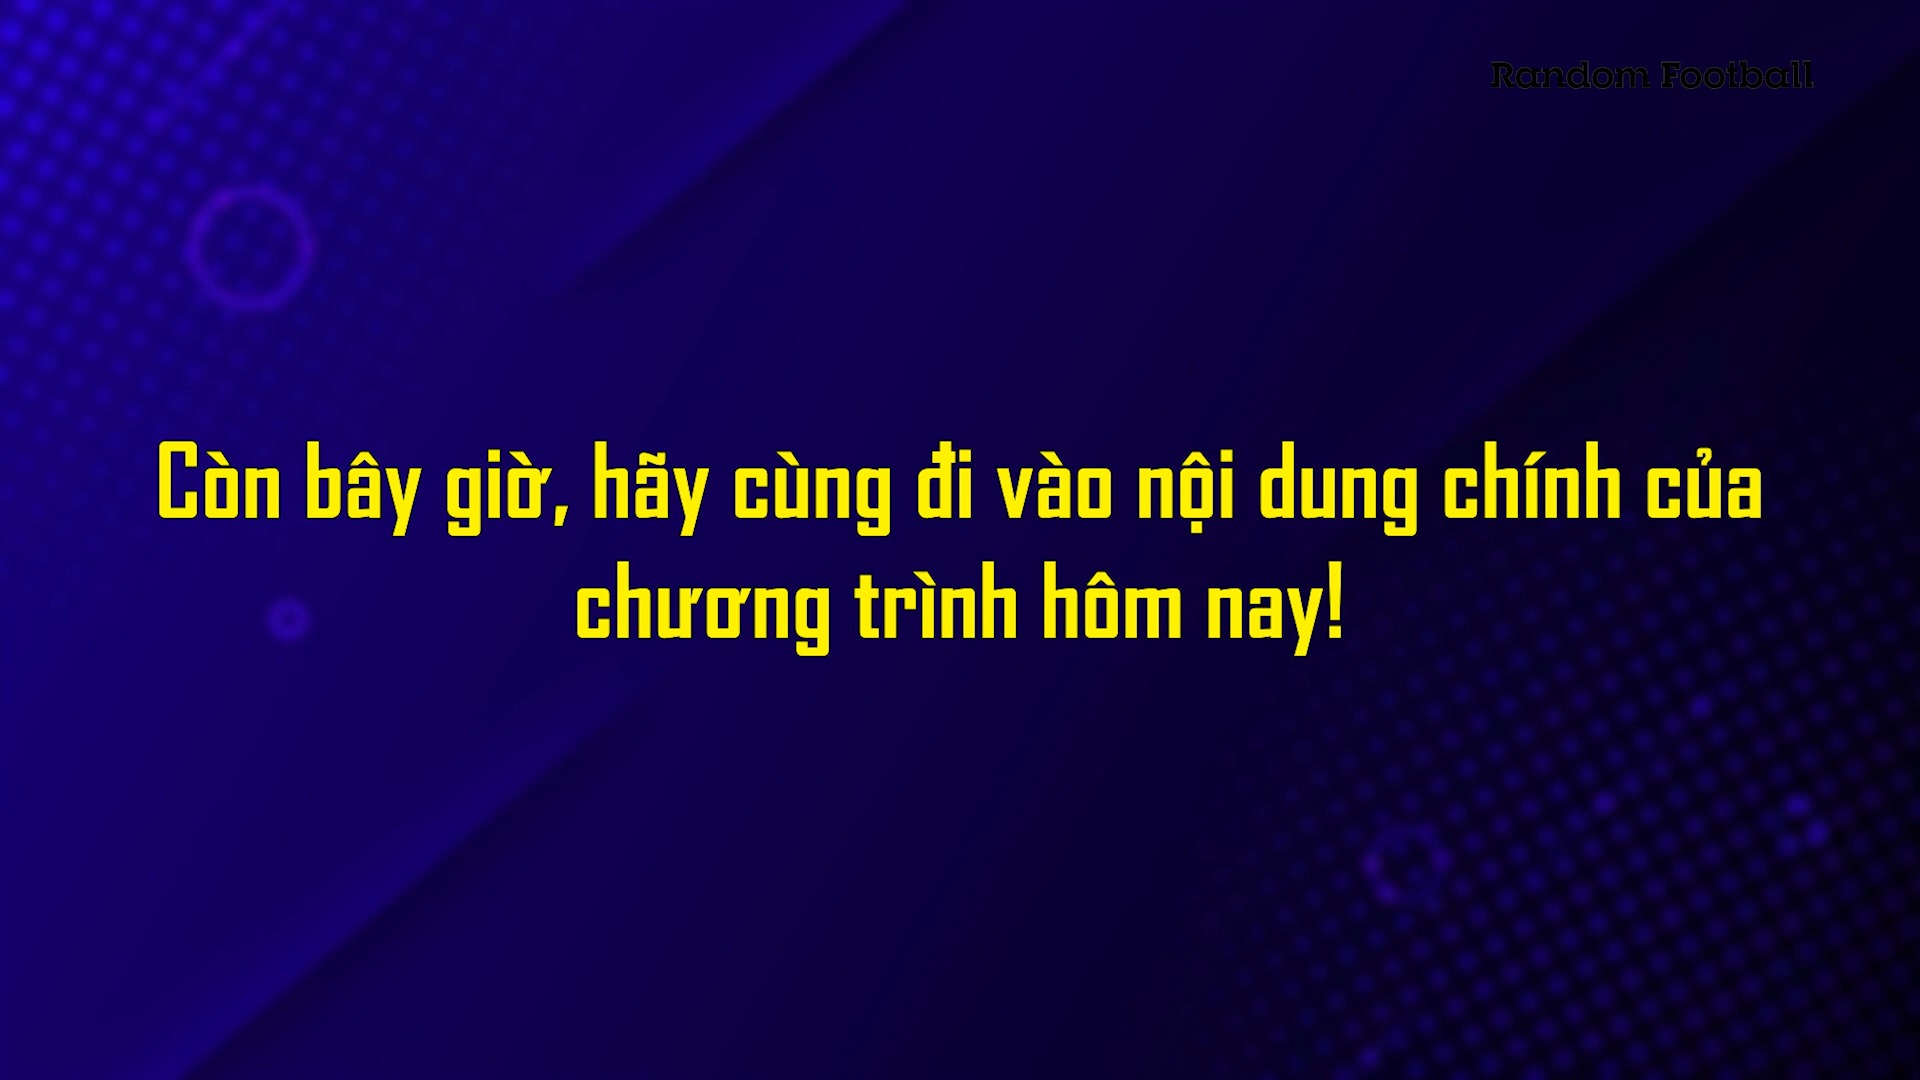 Random Football
Còn bây giờ, hãy cùng đi vào nội dung chính của
chương trình hôm nay!